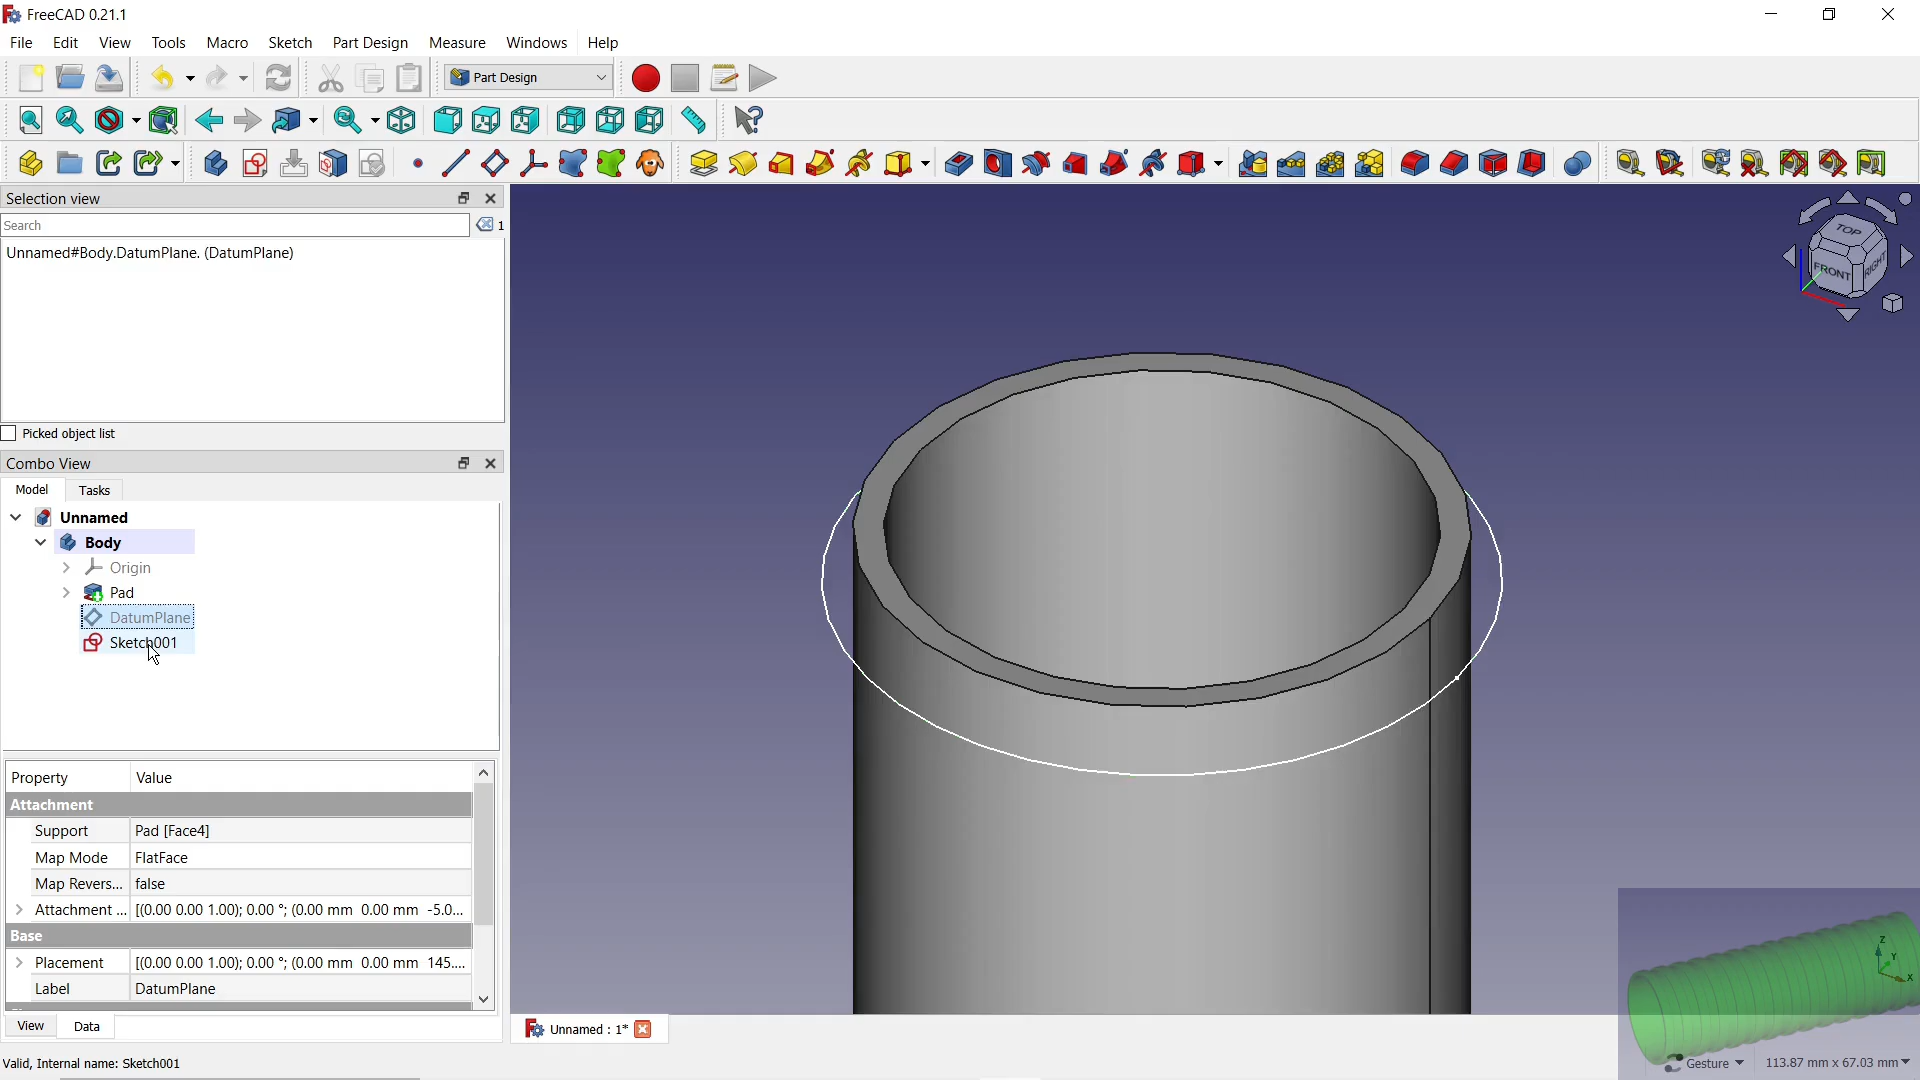 FreeCAD 0.21.1
File Edit View Tools Macro Sketch Part Design Measure Windows Help
Part Design
Selection view
Search
1
Unnamed#Body.DatumPlane. (DatumPlane)
Picked object list
Combo View
Model Tasks
Unnamed
Body
Origin
Pad
DatumPlane
Sketch001
Property Value
Attachment
Support Pad [Face4]
Map Mode FlatFace
Map Revers... false
Attachment ... [(0.00 0.00 1.00); 0.00 °; (0.00 mm 0.00 mm -5.0...
Base
Placement [(0.00 0.00 1.00); 0.00 °; (0.00 mm 0.00 mm 145....
Label DatumPlane
View Data
Valid, Internal name: Sketch001
Unnamed : 1*
TOP
FRONT
RIGHT
Z
Y
X
Gesture
113.87 mm x 67.03 mm